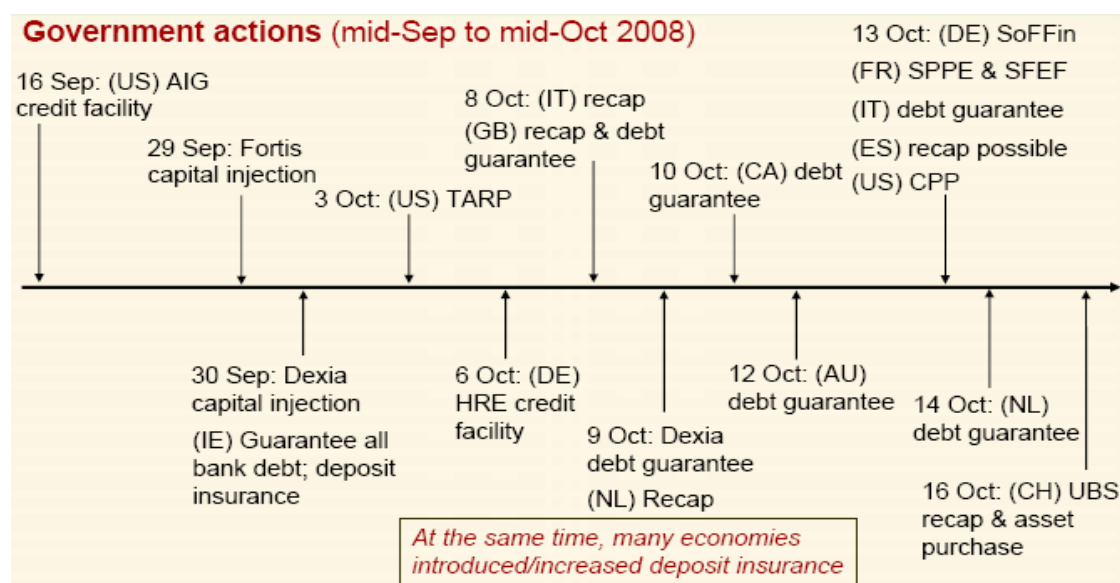 Government actions (mid-Sep to mid-Oct 2008)
16 Sep: (US) AIG
credit facility
29 Sep: Fortis
capital injection
3 Oct: (US) TARP
8 Oct: (IT) recap
(GB) recap & debt
guarantee
10 Oct: (CA) debt
guarantee
13 Oct: (DE) SoFFin
(FR) SPPE & SFEF
(IT) debt guarantee
(ES) recap possible
(US) CPP
30 Sep: Dexia
capital injection
(IE) Guarantee all
bank debt; deposit
insurance
6 Oct: (DE)
HRE credit
facility
9 Oct: Dexia
debt guarantee
(NL) Recap
12 Oct: (AU)
debt guarantee
14 Oct: (NL)
debt guarantee
16 Oct: (CH) UBS
recap & asset
purchase
At the same time, many economies
introduced/increased deposit insurance